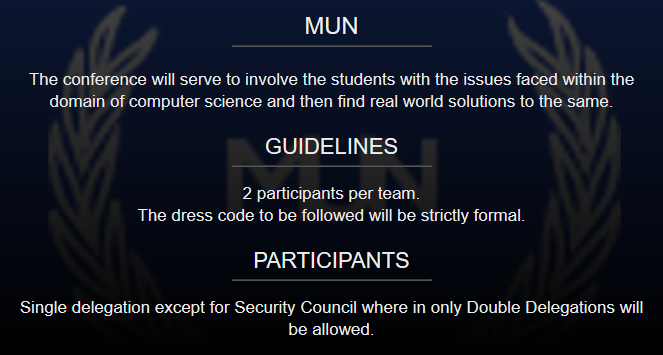 MUN
The conference will serve to involve the students with the issues faced within the
domain of computer science and then find real world solutions to the same.
MUN
GUIDELINES
2 participants per team.
The dress code to be followed will be strictly formal.
PARTICIPANTS
Single delegation except for Security Council where in only Double Delegations will
be allowed.